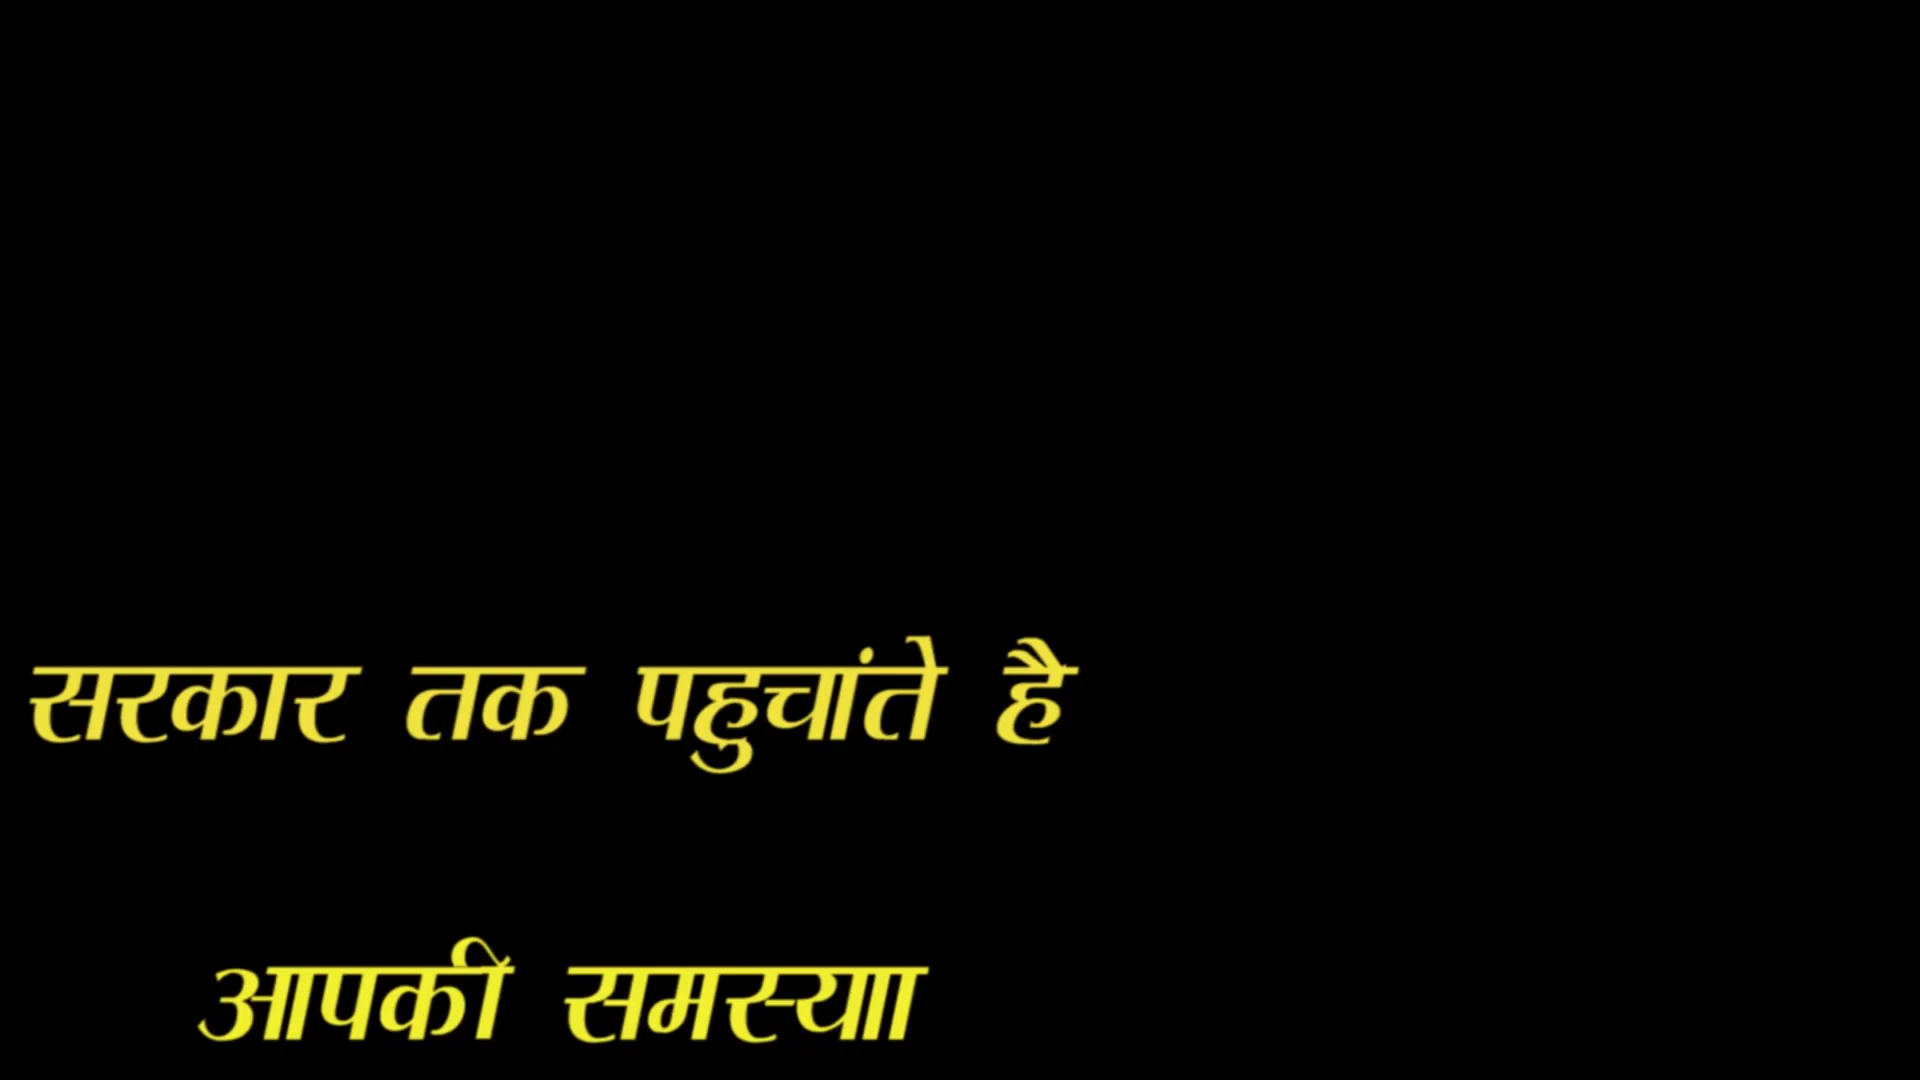 सरकार तक पहुचांते है
आपकी समस्याा